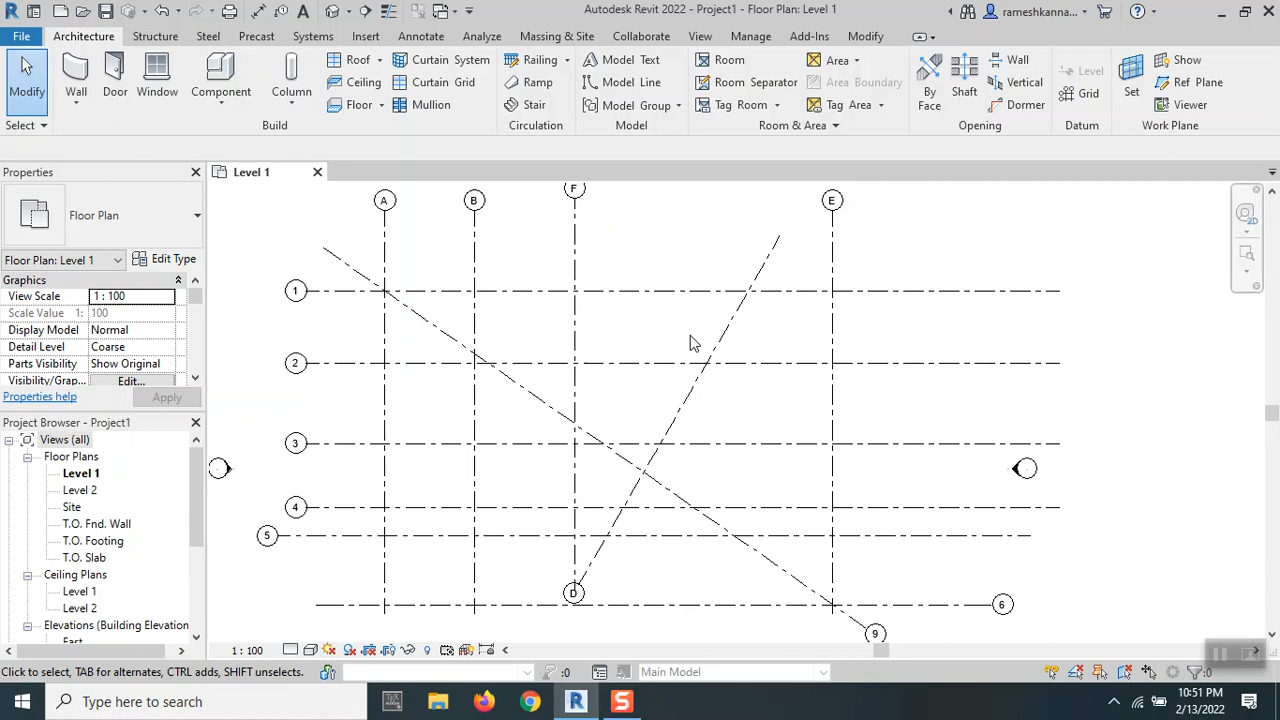 Autodesk Revit 2022 - Project1 - Floor Plan: Level 1
rameshkanna...
File Architecture Structure Steel Precast Systems Insert Annotate Analyze Massing & Site Collaborate View Manage Add-Ins Modify
Modify Wall Door Window Component Column
Roof Curtain System
Ceiling Curtain Grid
Floor Mullion
Railing
Ramp
Stair
Model Text
Model Line
Model Group
Room
Room Separator
Tag Room
Area
Area Boundary
Tag Area
By Face
Shaft
Wall
Vertical
Dormer
Level
Grid
Set
Show
Ref Plane
Viewer
Select Build Circulation Model Room & Area Opening Datum Work Plane
Properties
Floor Plan
Floor Plan: Level 1 Edit Type
Graphics
View Scale 1 : 100
Scale Value 1: 100
Display Model Normal
Detail Level Coarse
Parts Visibility Show Original
Visibility/Grap... Edit...
Properties help Apply
Project Browser - Project1
Views (all)
Floor Plans
Level 1
Level 2
Site
T.O. Fnd. Wall
T.O. Footing
T.O. Slab
Ceiling Plans
Level 1
Level 2
Elevations (Building Elevation
East
Level 1
2D
A B F E
1
2
3
4
5
D
6
9
1 : 100
Click to select, TAB for alternates, CTRL adds, SHIFT unselects.
:0
Main Model
:0
Type here to search
10:51 PM
2/13/2022